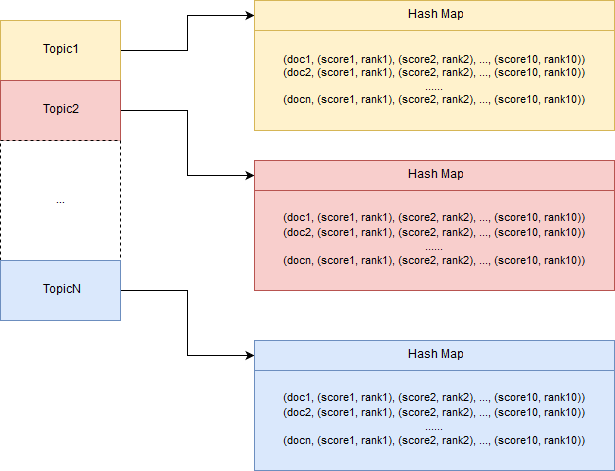 Topic1
Topic2
...
TopicN
Hash Map
(doc1, (score1, rank1), (score2, rank2), ..., (score10, rank10))
(doc2, (score1, rank1), (score2, rank2), ..., (score10, rank10))
......
(docn, (score1, rank1), (score2, rank2), ..., (score10, rank10))
Hash Map
(doc1, (score1, rank1), (score2, rank2), ..., (score10, rank10))
(doc2, (score1, rank1), (score2, rank2), ..., (score10, rank10))
......
(docn, (score1, rank1), (score2, rank2), ..., (score10, rank10))
Hash Map
(doc1, (score1, rank1), (score2, rank2), ..., (score10, rank10))
(doc2, (score1, rank1), (score2, rank2), ..., (score10, rank10))
......
(docn, (score1, rank1), (score2, rank2), ..., (score10, rank10))